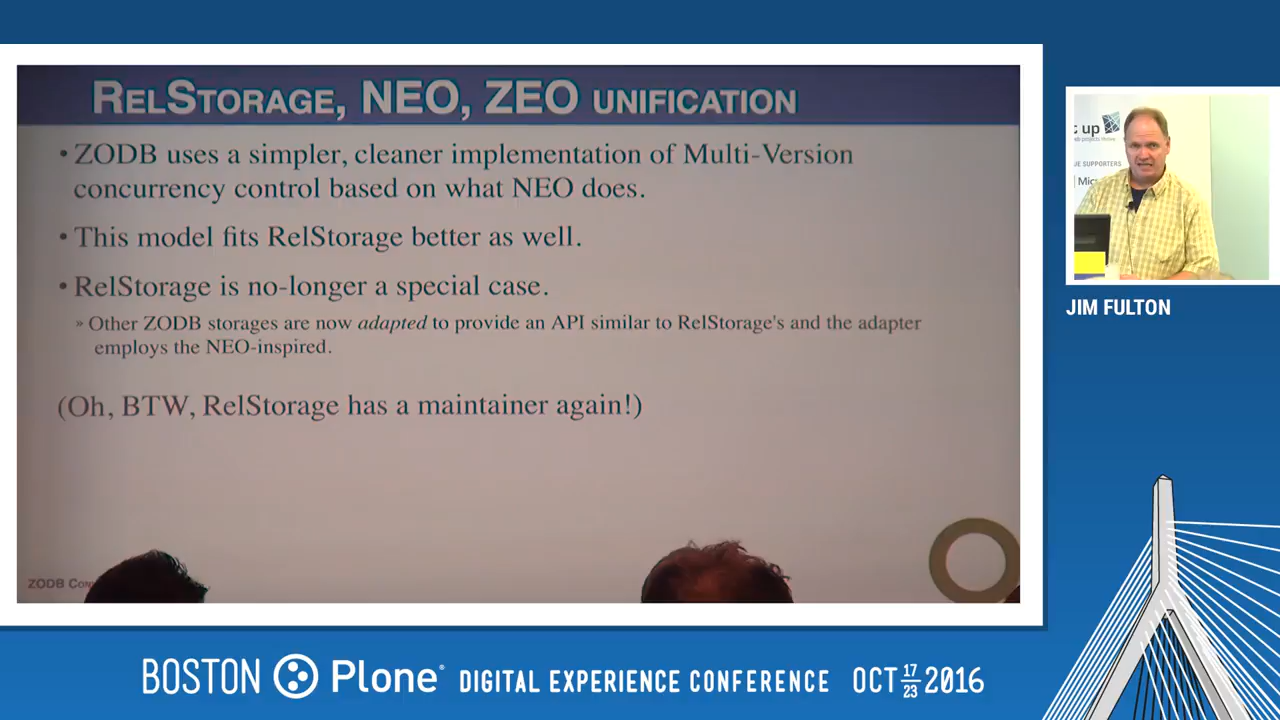 RELSTORAGE, NEO, ZEO UNIFICATION
• ZODB uses a simpler, cleaner implementation of Multi-Version
concurrency control based on what NEO does.
• This model fits RelStorage better as well.
• RelStorage is no-longer a special case.
» Other ZODB storages are now adapted to provide an API similar to RelStorage's and the adapter
employs the NEO-inspired.
(Oh, BTW, RelStorage has a maintainer again!)
ZODB
up
SUPPORTERS
JIM FULTON
BOSTON Plone® DIGITAL EXPERIENCE CONFERENCE OCT 17 23 2016